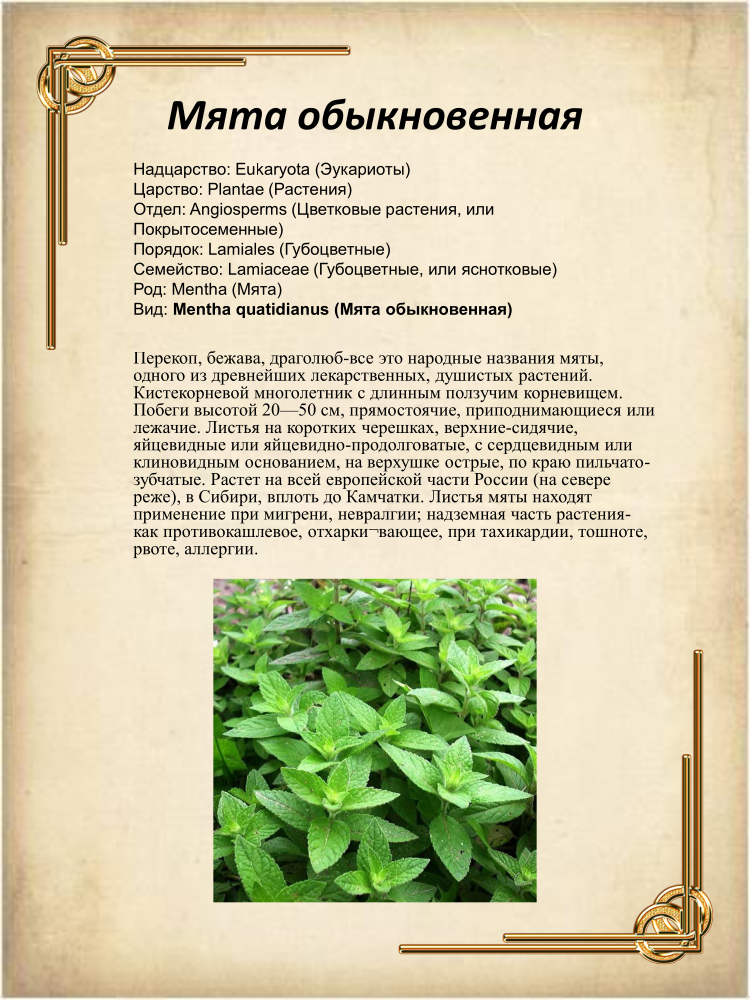 Мята обыкновенная
Надцарство: Eukaryota (Эукариоты)
Царство: Plantae (Растения)
Отдел: Angiosperms (Цветковые растения, или
Покрытосеменные)
Порядок: Lamiales (Губоцветные)
Семейство: Lamiaceae (Губоцветные, или яснотковые)
Род: Mentha (Мята)
Вид: Mentha quatidianus (Мята обыкновенная)
Перекоп, бежава, драголюб-все это народные названия мяты,
одного из древнейших лекарственных, душистых растений.
Кистекорневой многолетник с длинным ползучим корневищем.
Побеги высотой 20—50 см, прямостоячие, приподнимающиеся или
лежачие. Листья на коротких черешках, верхние-сидячие,
яйцевидные или яйцевидно-продолговатые, с сердцевидным или
клиновидным основанием, на верхушке острые, по краю пильчато-
зубчатые. Растет на всей европейской части России (на севере
реже), в Сибири, вплоть до Камчатки. Листья мяты находят
применение при мигрени, невралгии; надземная часть растения-
как противокашлевое, отхарки¬вающее, при тахикардии, тошноте,
рвоте, аллергии.